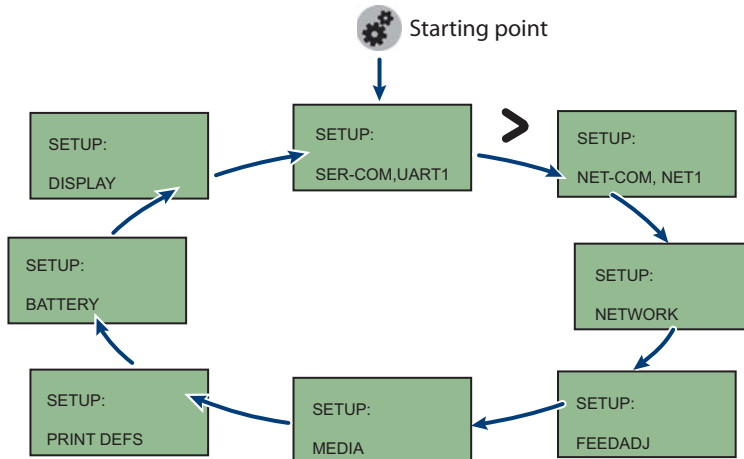 Starting point
SETUP:
SER-COM,UART1
>
SETUP:
NET-COM, NET1
SETUP:
NETWORK
SETUP:
FEEDADJ
SETUP:
MEDIA
SETUP:
PRINT DEFS
SETUP:
BATTERY
SETUP:
DISPLAY